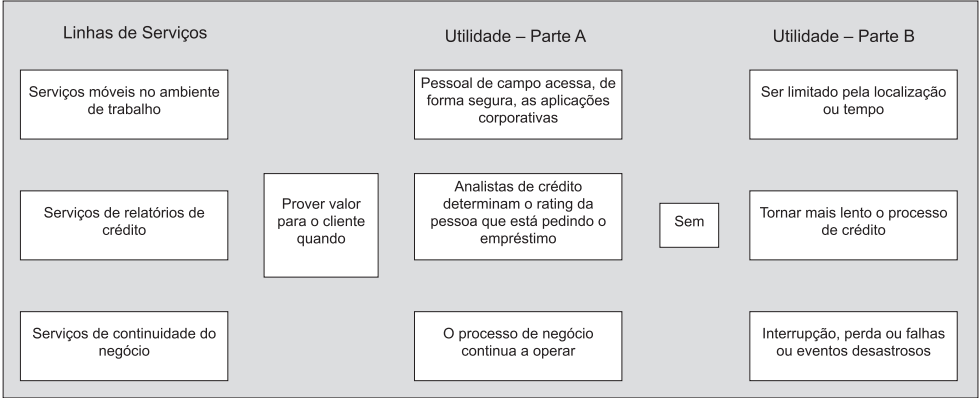 Linhas de Serviços
Utilidade – Parte A
Utilidade – Parte B
Serviços móveis no ambiente
de trabalho
Pessoal de campo acessa, de
forma segura, as aplicações
corporativas
Ser limitado pela localização
ou tempo
Serviços de relatórios de
crédito
Prover valor
para o cliente
quando
Analistas de crédito
determinam o rating da
pessoa que está pedindo o
empréstimo
Sem
Tornar mais lento o processo
de crédito
Serviços de continuidade do
negócio
O processo de negócio
continua a operar
Interrupção, perda ou falhas
ou eventos desastrosos